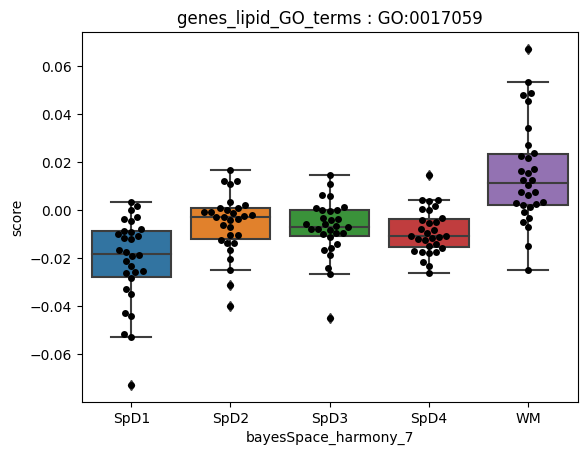 genes_lipid_GO_terms : GO:0017059
score
0.06
0.04
0.02
0.00
−0.02
−0.04
−0.06
SpD1 SpD2 SpD3 SpD4 WM
bayesSpace_harmony_7